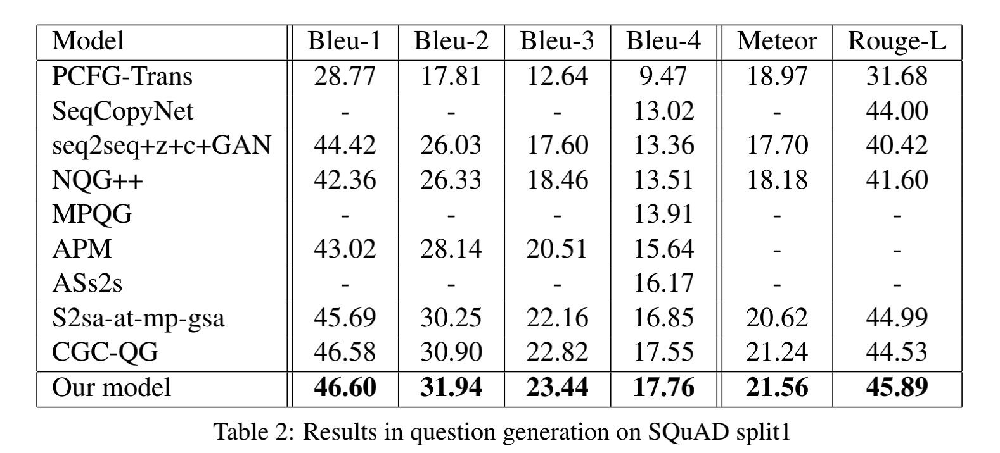 Model Bleu-1 Bleu-2 Bleu-3 Bleu-4 Meteor Rouge-L
PCFG-Trans 28.77 17.81 12.64 9.47 18.97 31.68
SeqCopyNet - - - 13.02 - 44.00
seq2seq+z+c+GAN 44.42 26.03 17.60 13.36 17.70 40.42
NQG++ 42.36 26.33 18.46 13.51 18.18 41.60
MPQG - - - 13.91 - -
APM 43.02 28.14 20.51 15.64 - -
ASs2s - - - 16.17 - -
S2sa-at-mp-gsa 45.69 30.25 22.16 16.85 20.62 44.99
CGC-QG 46.58 30.90 22.82 17.55 21.24 44.53
Our model 46.60 31.94 23.44 17.76 21.56 45.89
Table 2: Results in question generation on SQuAD split1